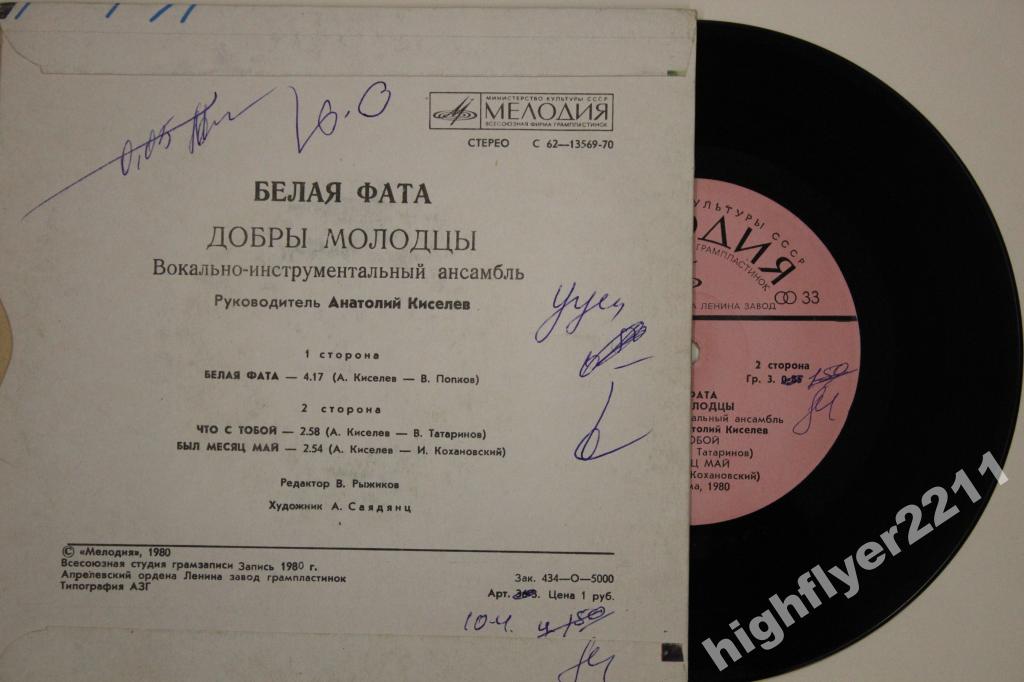 МИНИСТЕРСТВО КУЛЬТУРЫ СССР
МЕЛОДИЯ
ВСЕСОЮЗНАЯ ФИРМА ГРАМПЛАСТИНОК
СТЕРЕО С 62—13569-70
БЕЛАЯ ФАТА
ДОБРЫ МОЛОДЦЫ
Вокально-инструментальный ансамбль
Руководитель Анатолий Киселев
1 сторона
БЕЛАЯ ФАТА — 4.17 (А. Киселев — В. Попков)
2 сторона
ЧТО С ТОБОЙ — 2.58 (А. Киселев — В. Татаринов)
БЫЛ МЕСЯЦ МАЙ — 2.54 (А. Киселев — И. Кохановский)
Редактор В. Рыжиков
Художник А. Саядянц
© «Мелодия», 1980
Всесоюзная студия грамзаписи Запись 1980 г.
Апрелевский ордена Ленина завод грампластинок
Типография АЗГ
Зак. 434—О—5000
Арт. Цена 1 руб.
УЛЬТУРЫ СССР
ОДИЯ
ГРАМПЛАСТИНОК
А ЛЕНИНА ЗАВОД 33
2 сторона
Гр. 3.
ФАТА
ОЛОДЦЫ
альный ансамбль
атолий Киселев
ОБОЙ
Татаринов)
Ц МАЙ
Кохановский)
ма, 1980
highflyer2211